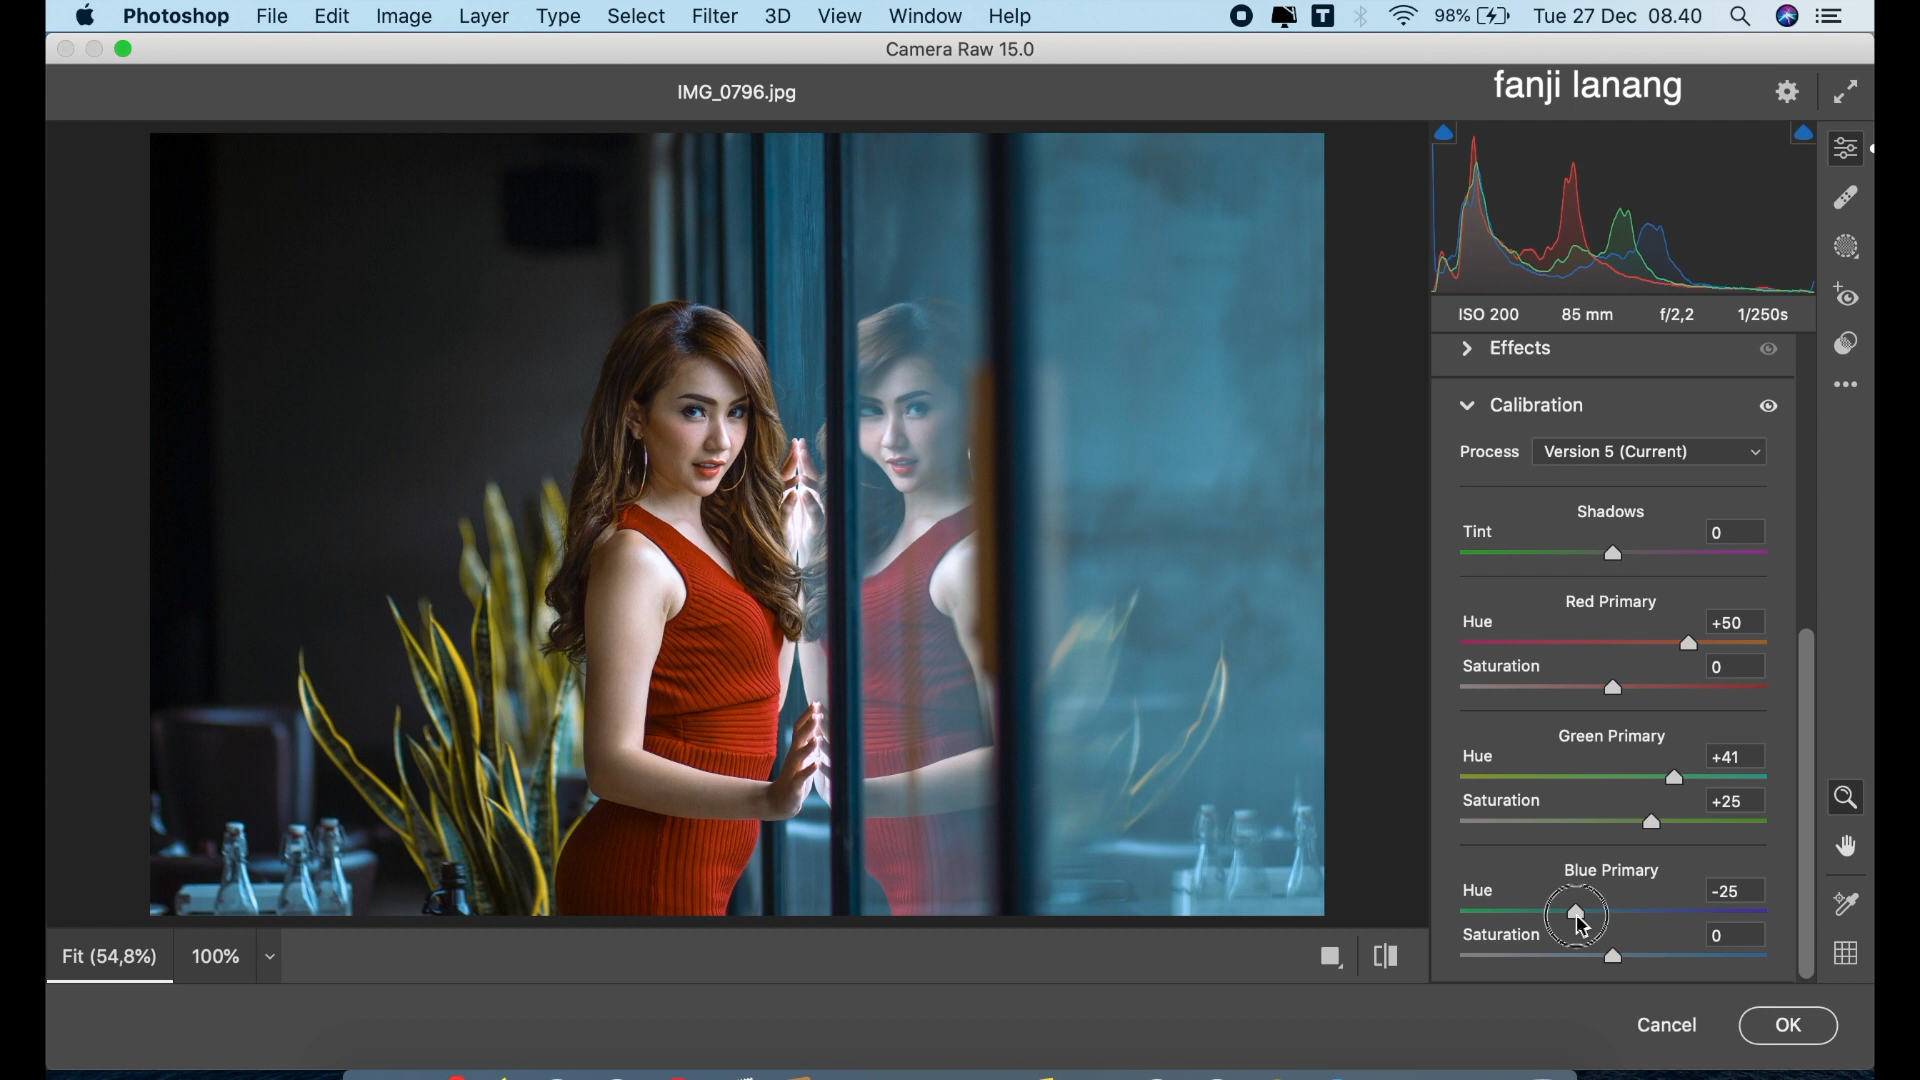 Photoshop File Edit Image Layer Type Select Filter 3D View Window Help T 98% Tue 27 Dec 08.40
Camera Raw 15.0
IMG_0796.jpg
fanji lanang
ISO 200 85 mm f/2,2 1/250s
Effects
Calibration
Process Version 5 (Current)
Shadows
Tint 0
Red Primary
Hue +50
Saturation 0
Green Primary
Hue +41
Saturation +25
Blue Primary
Hue -25
Saturation 0
Fit (54,8%) 100%
Cancel OK